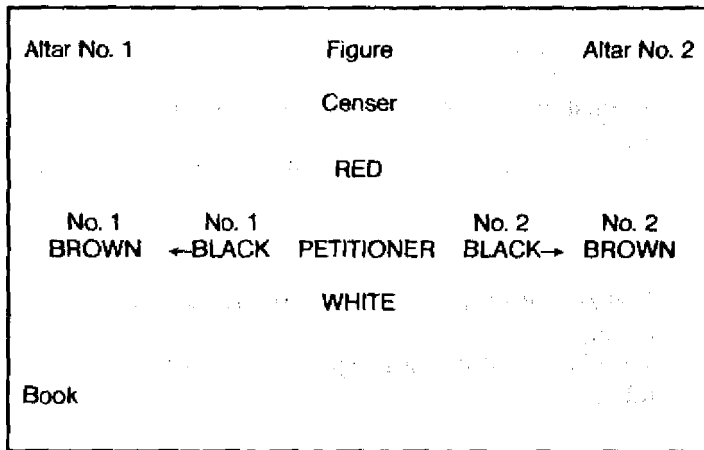 Altar No. 1 Figure Altar No. 2
Censer
RED
No. 1 No. 1 No. 2 No. 2
BROWN ←BLACK PETITIONER BLACK→ BROWN
WHITE
Book